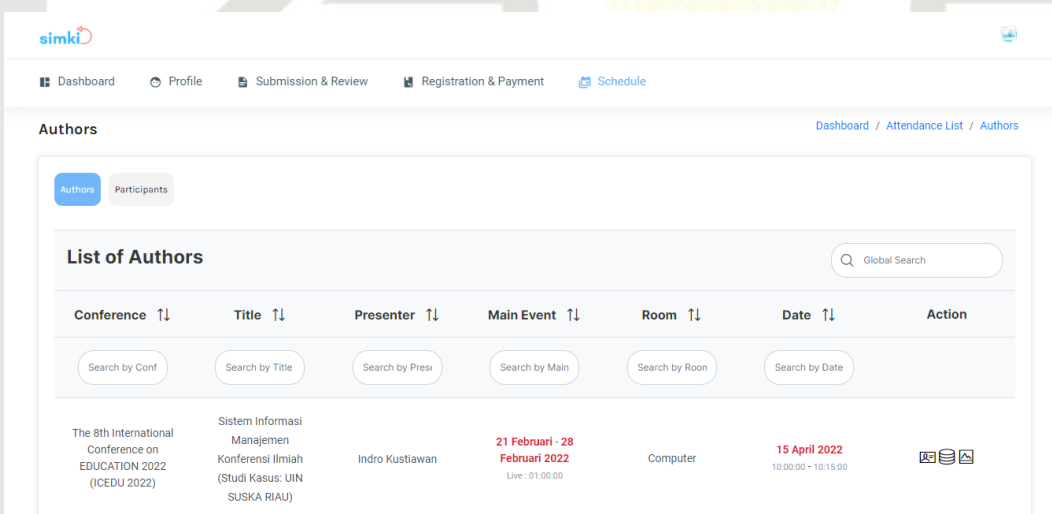 simki
Dashboard Profile Submission & Review Registration & Payment Schedule
Authors
Dashboard / Attendance List / Authors
Authors Participants
List of Authors
Global Search
Conference Title Presenter Main Event Room Date Action
Search by Conf Search by Title Search by Prese Search by Main Search by Room Search by Date
The 8th International
Conference on
EDUCATION 2022
(ICEDU 2022)
Sistem Informasi
Manajemen
Konferensi Ilmiah
(Studi Kasus: UIN
SUSKA RIAU)
Indro Kustiawan
21 Februari - 28
Februari 2022
Live : 01:00:00
Computer
15 April 2022
10:00:00 - 10:15:00